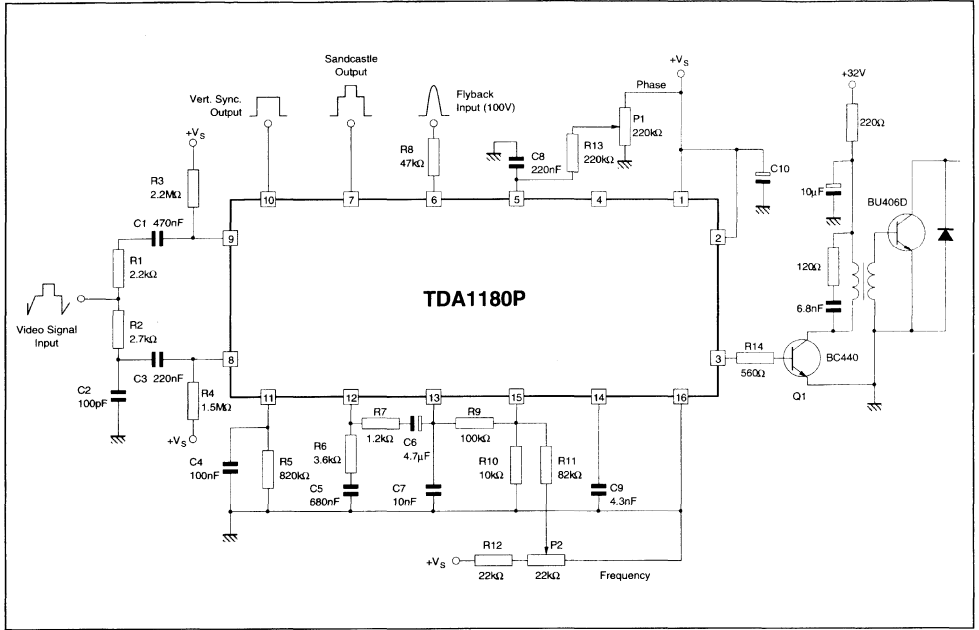 Sandcastle
Output
Vert. Sync.
Output
Flyback
Input (100V)
+VS
Phase
+32V
220Ω
P1
220kΩ
R8
47kΩ
R13
220kΩ
C8
220nF
C10
10µF
BU406D
+VS
R3
2.2MΩ
10
7
6
5
4
1
C1 470nF
9
2
R1
2.2kΩ
120Ω
6.8nF
TDA1180P
Video Signal
Input
R2
2.7kΩ
R14
560Ω
BC440
Q1
8
3
C3 220nF
C2
100pF
R4
1.5MΩ
+VS
11
12
13
15
14
16
R7
1.2kΩ
C6
4.7µF
R9
100kΩ
R6
3.6kΩ
C4
100nF
R5
820kΩ
C5
680nF
C7
10nF
R10
10kΩ
R11
82kΩ
C9
4.3nF
+VS
R12
22kΩ
P2
22kΩ
Frequency